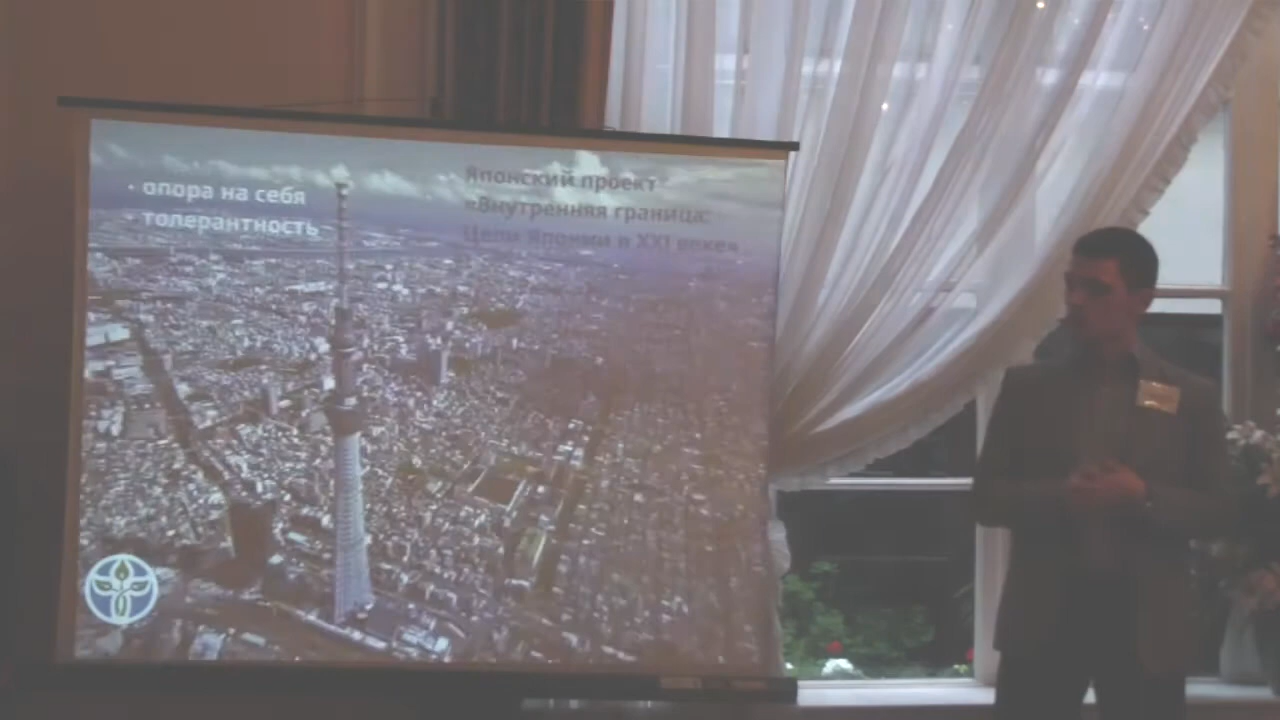 · опора на себя
· толерантность
Японский проект
«Внутренняя граница:
Цели Японии в XXI веке»